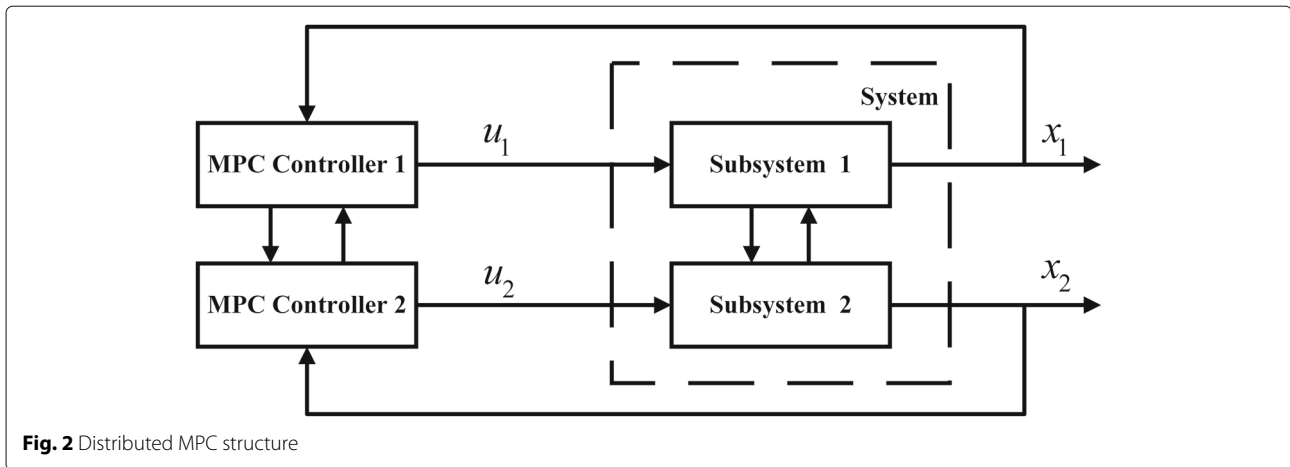 System
MPC Controller 1
u₁
Subsystem 1
x₁
MPC Controller 2
u₂
Subsystem 2
x₂
Fig. 2 Distributed MPC structure